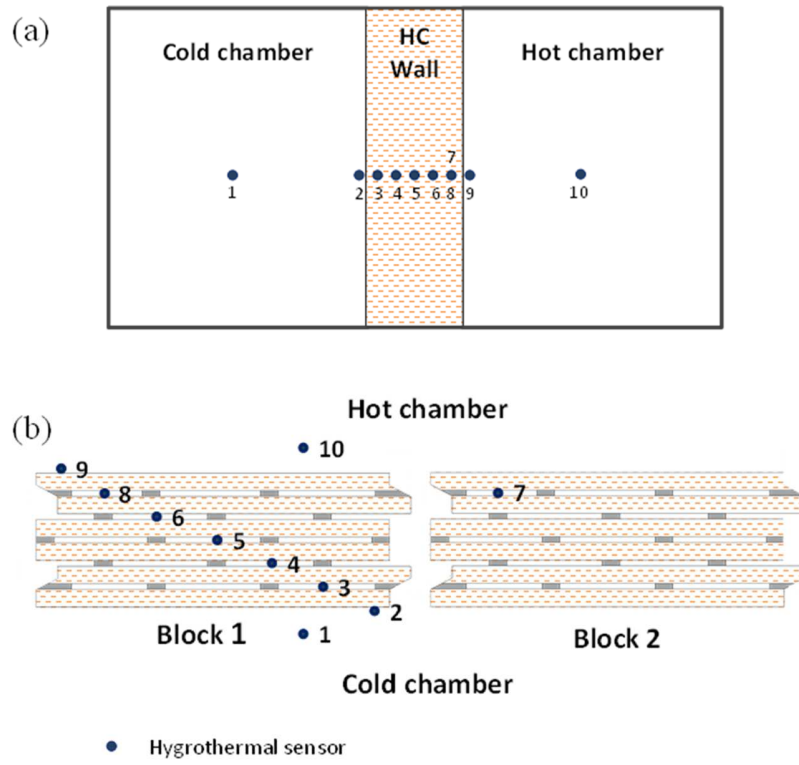 (a)
Cold chamber
HC
Wall
Hot chamber
7
1
2
3
4
5
6
8
9
10
Hot chamber
(b)
10
9
8
7
6
5
4
3
2
1
Block 1
Block 2
Cold chamber
Hygrothermal sensor